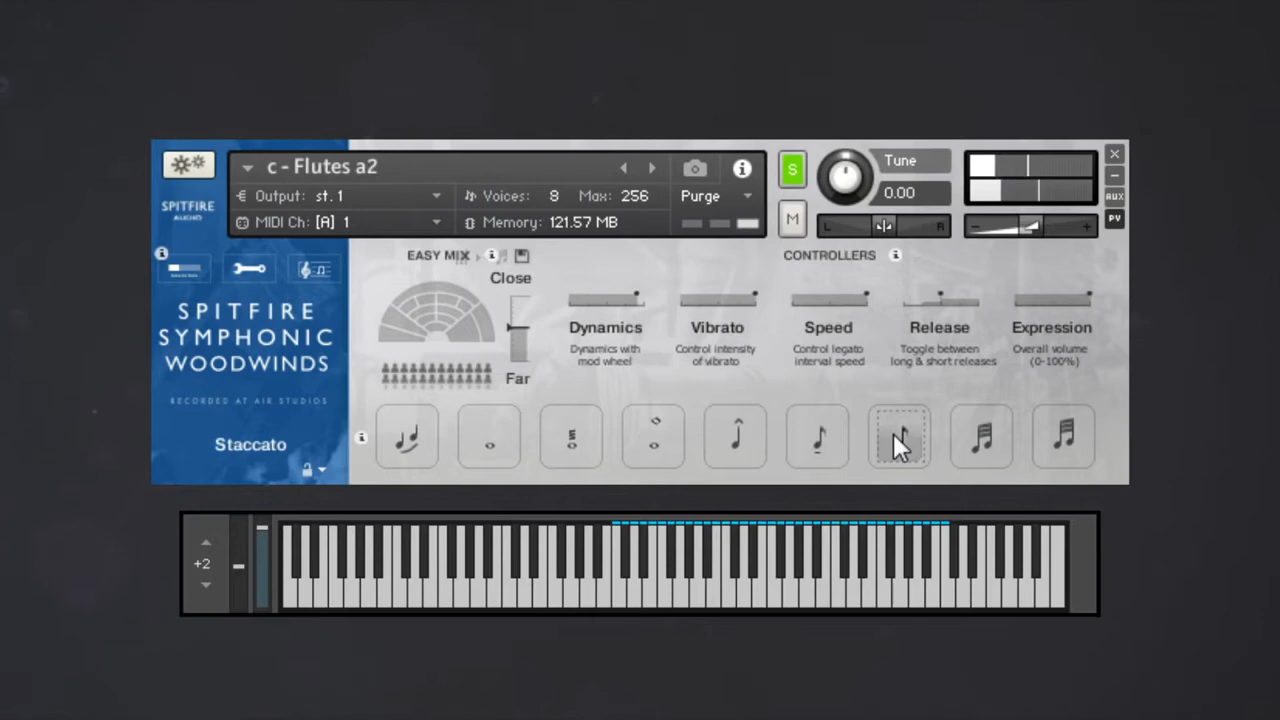 c - Flutes a2
S
Tune
0.00
AUX
PV
SPITFIRE
AUDIO
Output: st. 1
Voices: 8 Max: 256
Purge
MIDI Ch: [A] 1
Memory: 121.57 MB
M
L
R
EASY MIX
CONTROLLERS
Close
SPITFIRE
SYMPHONIC
WOODWINDS
RECORDED AT AIR STUDIOS
Staccato
Far
Dynamics
Dynamics with
mod wheel
Vibrato
Control intensity
of vibrato
Speed
Control legato
interval speed
Release
Toggle between
long & short releases
Expression
Overall volume
(0-100%)
+2